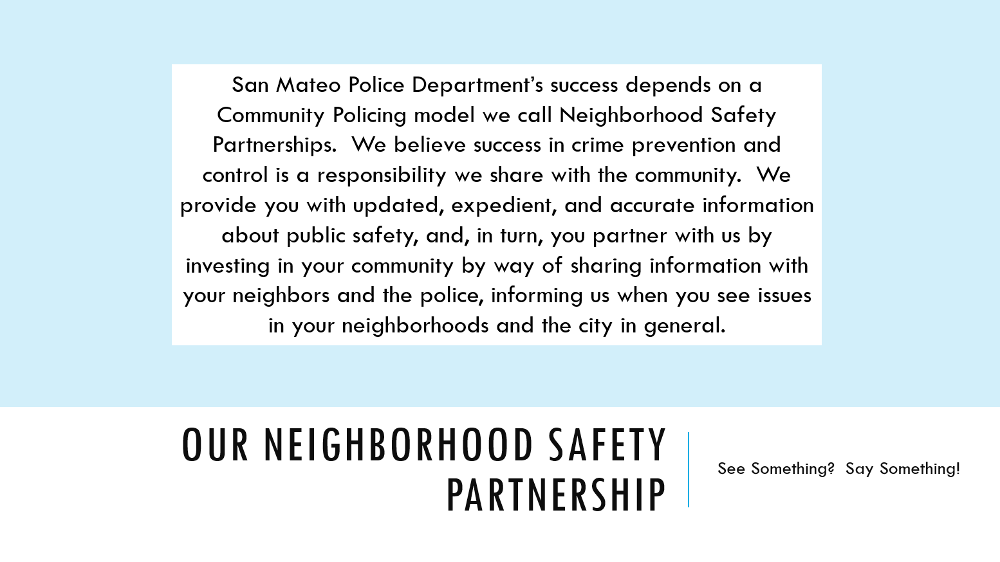 San Mateo Police Department’s success depends on a
Community Policing model we call Neighborhood Safety
Partnerships.  We believe success in crime prevention and
control is a responsibility we share with the community.  We
provide you with updated, expedient, and accurate information
about public safety, and, in turn, you partner with us by
investing in your community by way of sharing information with
your neighbors and the police, informing us when you see issues
in your neighborhoods and the city in general.
OUR NEIGHBORHOOD SAFETY
PARTNERSHIP
See Something?  Say Something!